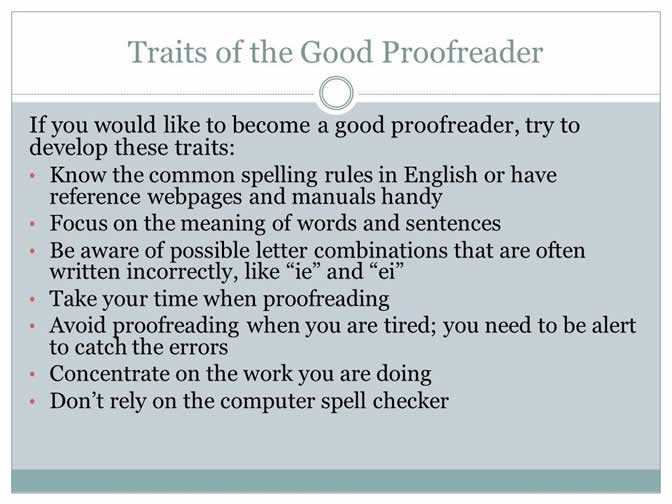 Traits of the Good Proofreader
If you would like to become a good proofreader, try to
develop these traits:
• Know the common spelling rules in English or have
reference webpages and manuals handy
• Focus on the meaning of words and sentences
• Be aware of possible letter combinations that are often
written incorrectly, like “ie” and “ei”
• Take your time when proofreading
• Avoid proofreading when you are tired; you need to be alert
to catch the errors
• Concentrate on the work you are doing
• Don’t rely on the computer spell checker